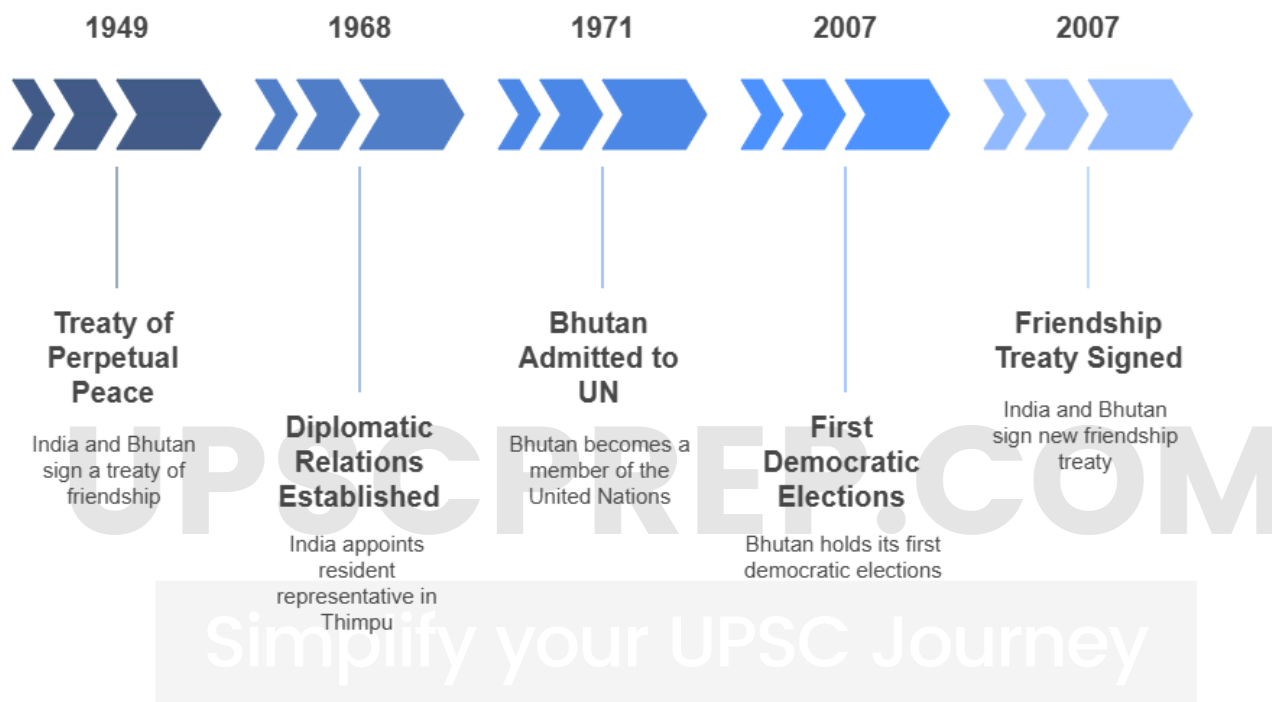 1949
1968
1971
2007
2007
Treaty of
Perpetual
Peace
India and Bhutan
sign a treaty of
friendship
Diplomatic
Relations
Established
India appoints
resident
representative in
Thimpu
Bhutan
Admitted to
UN
Bhutan becomes a
member of the
United Nations
First
Democratic
Elections
Bhutan holds its first
democratic elections
Friendship
Treaty Signed
India and Bhutan
sign new friendship
treaty
UPSCPREP.COM
Simplify your UPSC Journey